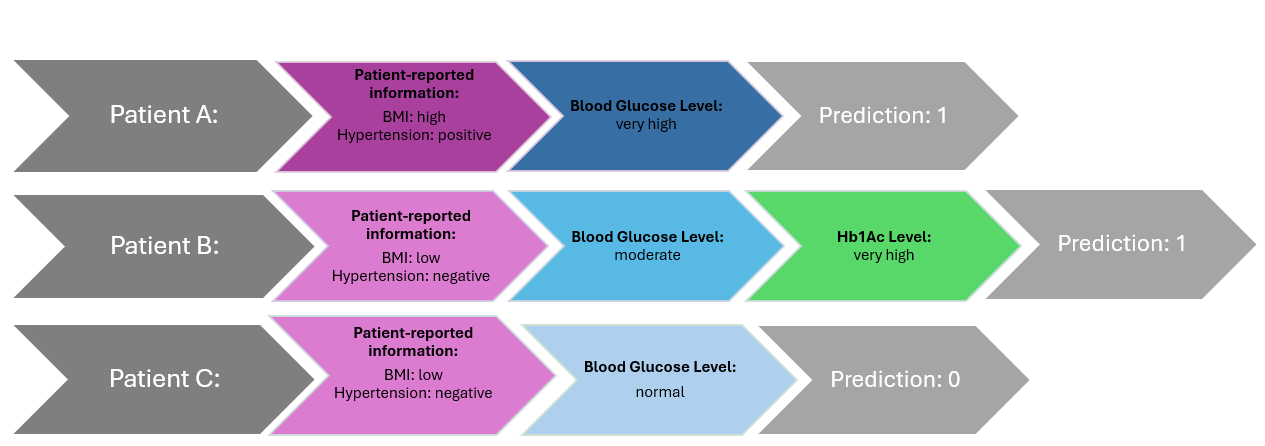 Patient A:
Patient-reported
information:
BMI: high
Hypertension: positive
Blood Glucose Level:
very high
Prediction: 1
Patient B:
Patient-reported
information:
BMI: low
Hypertension: negative
Blood Glucose Level:
moderate
Hb1Ac Level:
very high
Prediction: 1
Patient C:
Patient-reported
information:
BMI: low
Hypertension: negative
Blood Glucose Level:
normal
Prediction: 0